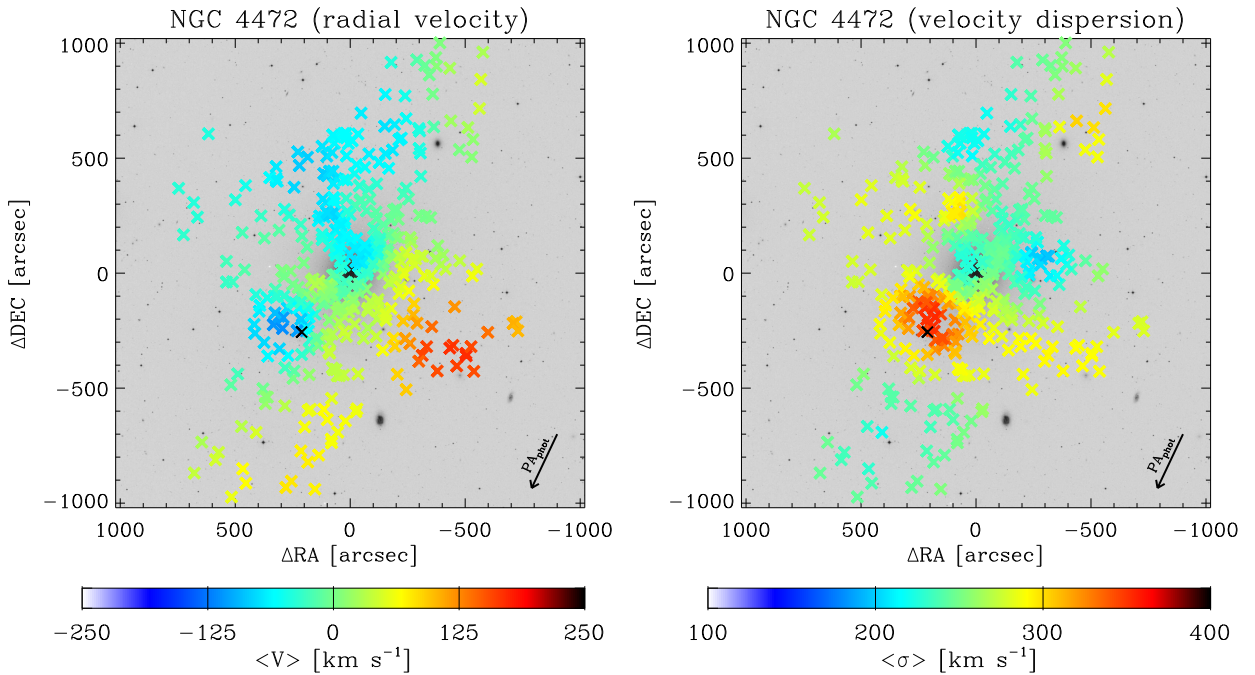 NGC 4472 (radial velocity)
1000
500
0
−500
−1000
ΔDEC [arcsec]
PAphot
1000 500 0 −500 −1000
ΔRA [arcsec]
−250 −125 0 125 250
<V> [km s⁻¹]
NGC 4472 (velocity dispersion)
1000
500
0
−500
−1000
ΔDEC [arcsec]
PAphot
1000 500 0 −500 −1000
ΔRA [arcsec]
100 200 300 400
<σ> [km s⁻¹]